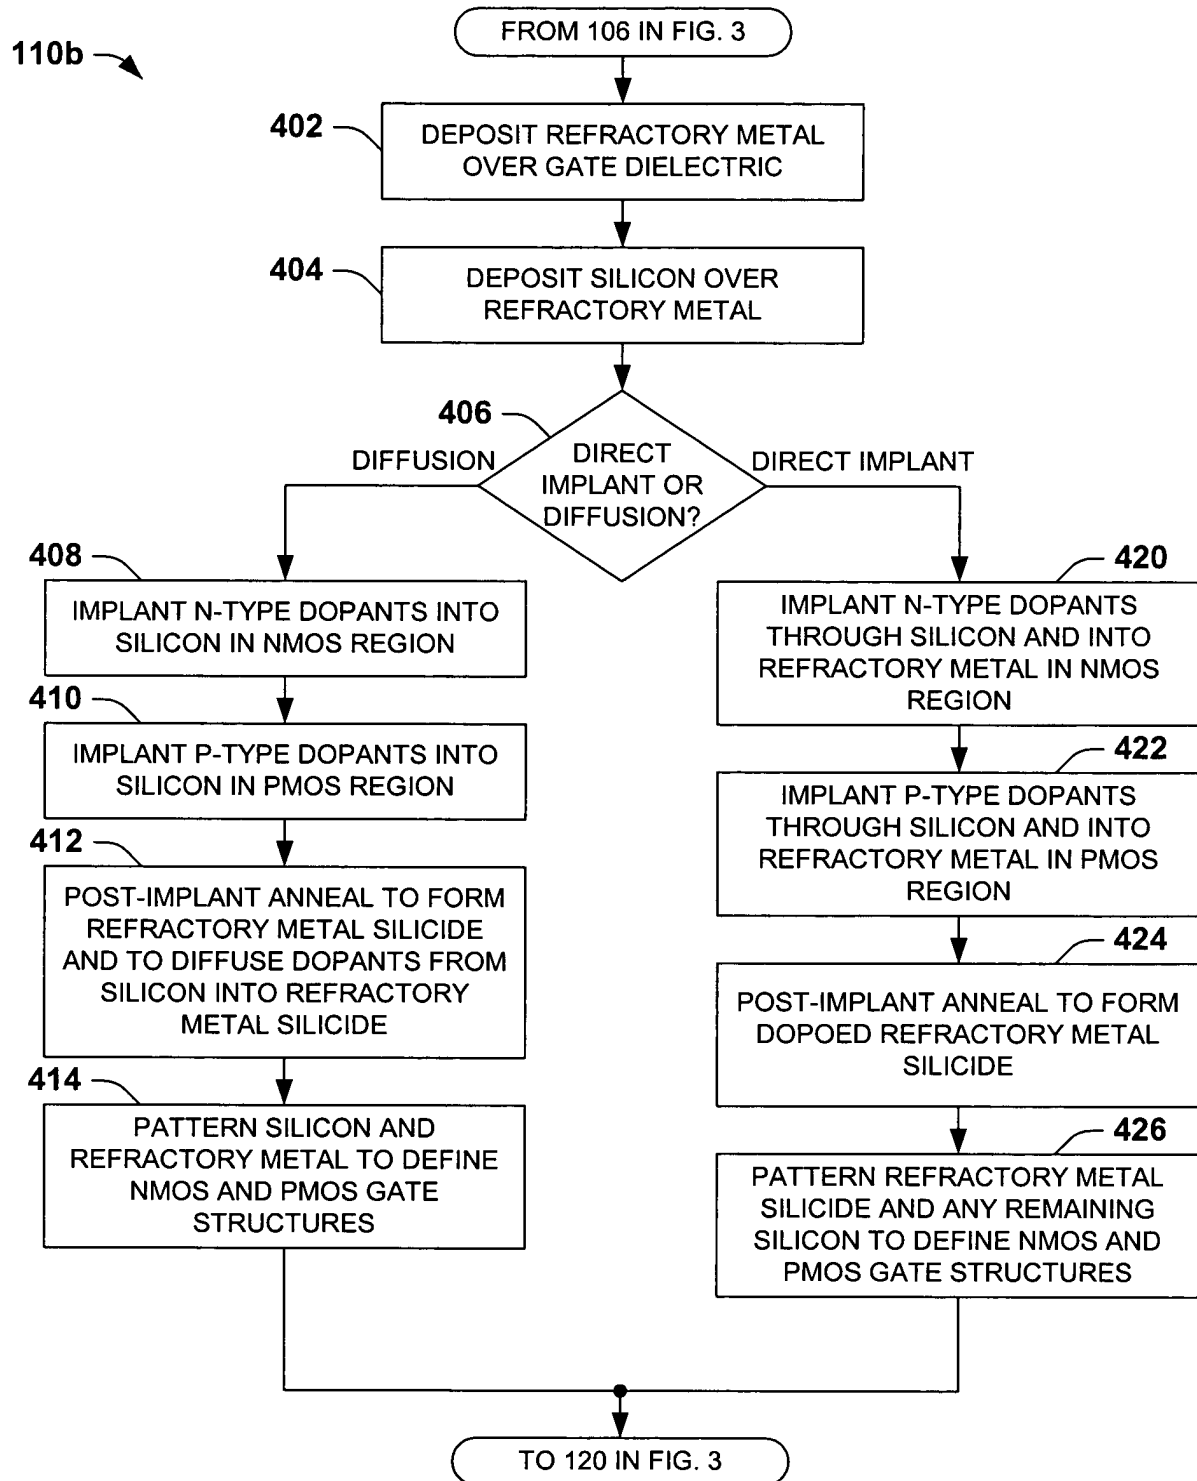 110b
FROM 106 IN FIG. 3
402
DEPOSIT REFRACTORY METAL
OVER GATE DIELECTRIC
404
DEPOSIT SILICON OVER
REFRACTORY METAL
406
DIRECT
IMPLANT OR
DIFFUSION?
DIFFUSION
DIRECT IMPLANT
408
IMPLANT N-TYPE DOPANTS INTO
SILICON IN NMOS REGION
410
IMPLANT P-TYPE DOPANTS INTO
SILICON IN PMOS REGION
412
POST-IMPLANT ANNEAL TO FORM
REFRACTORY METAL SILICIDE
AND TO DIFFUSE DOPANTS FROM
SILICON INTO REFRACTORY
METAL SILICIDE
414
PATTERN SILICON AND
REFRACTORY METAL TO DEFINE
NMOS AND PMOS GATE
STRUCTURES
420
IMPLANT N-TYPE DOPANTS
THROUGH SILICON AND INTO
REFRACTORY METAL IN NMOS
REGION
422
IMPLANT P-TYPE DOPANTS
THROUGH SILICON AND INTO
REFRACTORY METAL IN PMOS
REGION
424
POST-IMPLANT ANNEAL TO FORM
DOPOED REFRACTORY METAL
SILICIDE
426
PATTERN REFRACTORY METAL
SILICIDE AND ANY REMAINING
SILICON TO DEFINE NMOS AND
PMOS GATE STRUCTURES
TO 120 IN FIG. 3